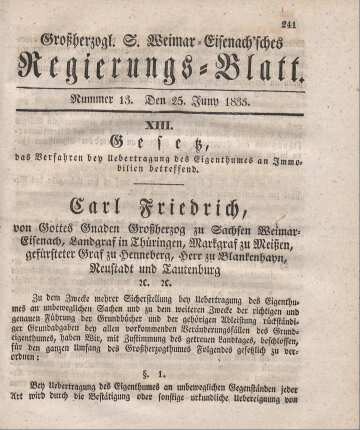 241
Großherzogl. S. Weimar-Eisenach'sches
Regierungs-Blatt.
Nummer 13. Den 25. Juny 1833.
XIII.
Gesetz,
das Verfahren bey Uebertragung des Eigenthumes an Immo-
bilien betreffend.
Carl Friedrich,
von Gottes Gnaden Großherzog zu Sachsen Weimar-
Eisenach, Landgraf in Thüringen, Markgraf zu Meißen,
gefürsteter Graf zu Henneberg, Herr zu Blankenhayn,
Neustadt und Tautenburg
ꝛc. ꝛc.
Zu dem Zwecke mehrer Sicherstellung bey Uebertragung des Eigenthu-
mes an unbeweglichen Sachen und zu dem weiteren Zwecke der richtigen und
genauen Führung der Grundbücher und der gehörigen Ableistung rückständi-
ger Grundabgaben bey allen vorkommenden Veränderungsfällen des Grund-
eigenthumes, haben Wir, mit Zustimmung des getreuen Landtages, beschlossen,
für den ganzen Umfang des Großherzogthumes Folgendes gesetzlich zu ver-
ordnen:
§. 1.
Bey Uebertragung des Eigenthumes an unbeweglichen Gegenständen jeder
Art wird durch die Bestätigung oder sonstige urkundliche Uebereignung von